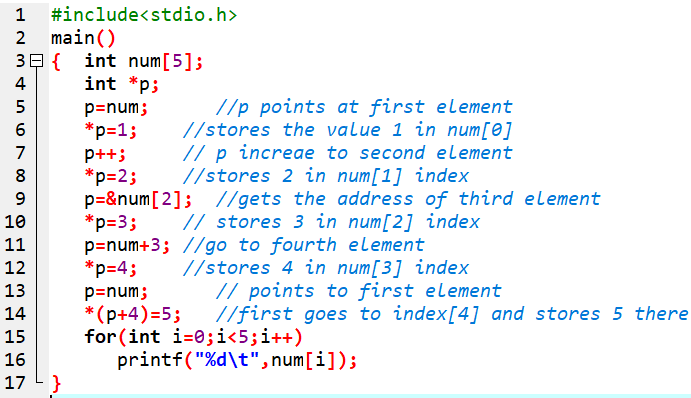 1 #include<stdio.h>
2 main()
3 { int num[5];
4 int *p;
5 p=num; //p points at first element
6 *p=1; //stores the value 1 in num[0]
7 p++; // p increae to second element
8 *p=2; //stores 2 in num[1] index
9 p=&num[2]; //gets the address of third element
10 *p=3; // stores 3 in num[2] index
11 p=num+3; //go to fourth element
12 *p=4; //stores 4 in num[3] index
13 p=num; // points to first element
14 *(p+4)=5; //first goes to index[4] and stores 5 there
15 for(int i=0;i<5;i++)
16 printf("%d\t",num[i]);
17 }